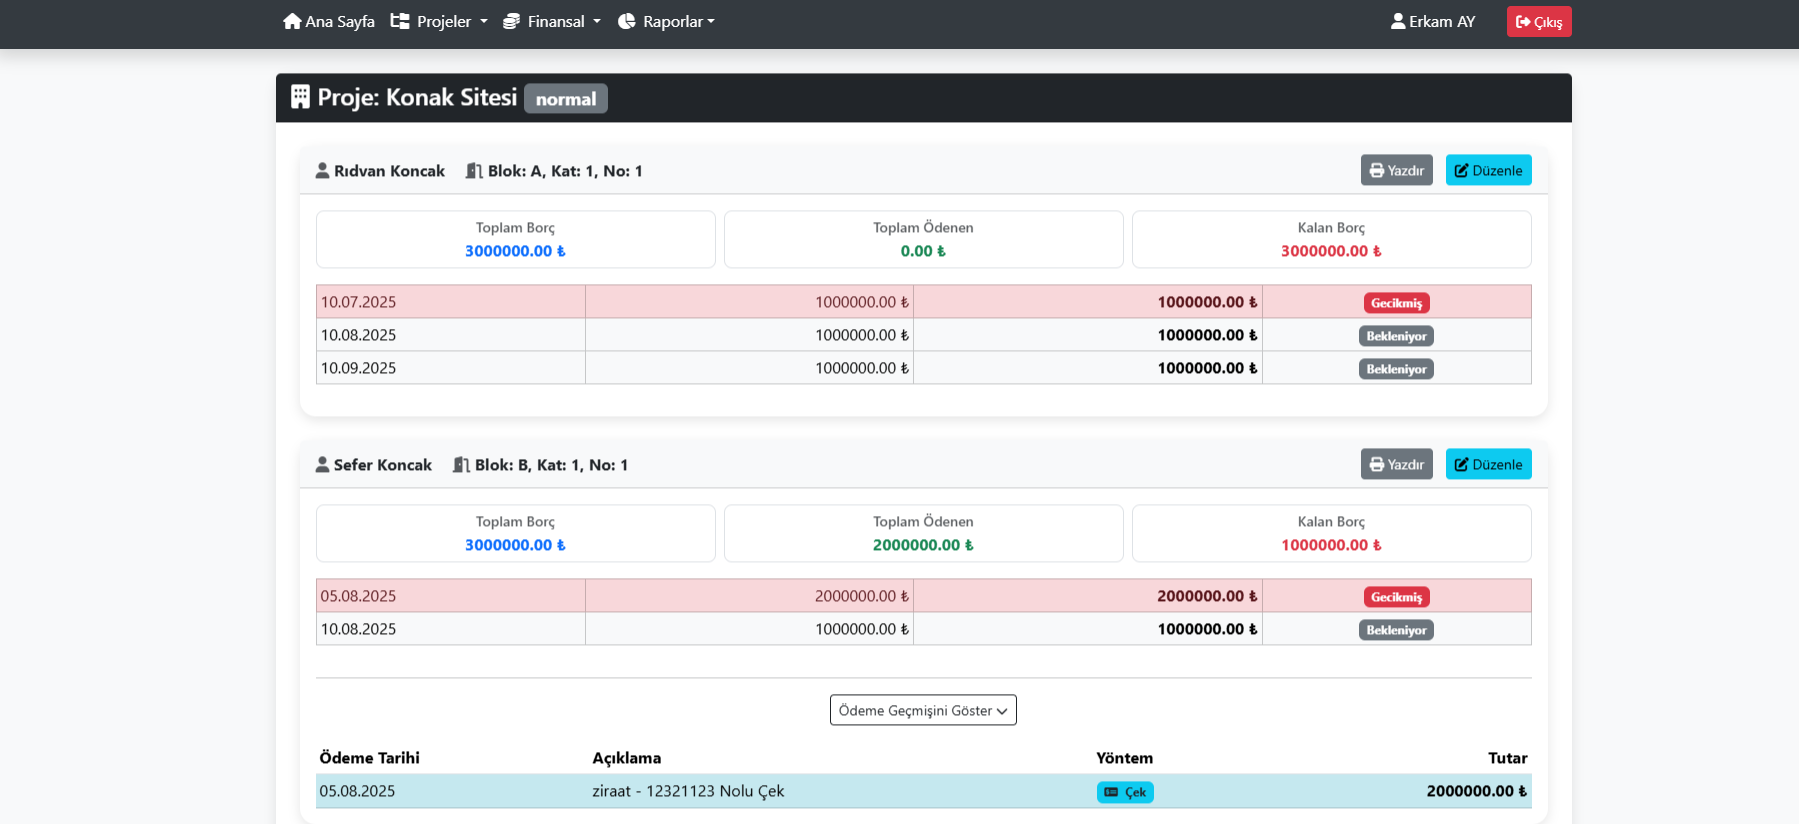 Ana Sayfa Projeler Finansal Raporlar Erkam AY Çıkış
Proje: Konak Sitesi normal
Rıdvan Koncak Blok: A, Kat: 1, No: 1 Yazdır Düzenle
Toplam Borç Toplam Ödenen Kalan Borç
3000000.00 ₺ 0.00 ₺ 3000000.00 ₺
10.07.2025 1000000.00 ₺ 1000000.00 ₺ Gecikmiş
10.08.2025 1000000.00 ₺ 1000000.00 ₺ Bekleniyor
10.09.2025 1000000.00 ₺ 1000000.00 ₺ Bekleniyor
Sefer Koncak Blok: B, Kat: 1, No: 1 Yazdır Düzenle
Toplam Borç Toplam Ödenen Kalan Borç
3000000.00 ₺ 2000000.00 ₺ 1000000.00 ₺
05.08.2025 2000000.00 ₺ 2000000.00 ₺ Gecikmiş
10.08.2025 1000000.00 ₺ 1000000.00 ₺ Bekleniyor
Ödeme Geçmişini Göster
Ödeme Tarihi Açıklama Yöntem Tutar
05.08.2025 ziraat - 12321123 Nolu Çek Çek 2000000.00 ₺